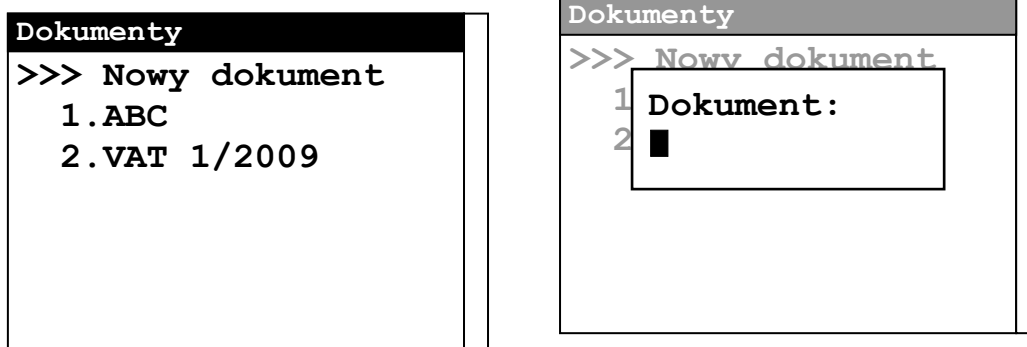 Dokumenty
>>> Nowy dokument
1.ABC
2.VAT 1/2009
Dokumenty
>>> Nowy dokument
1
2
Dokument: